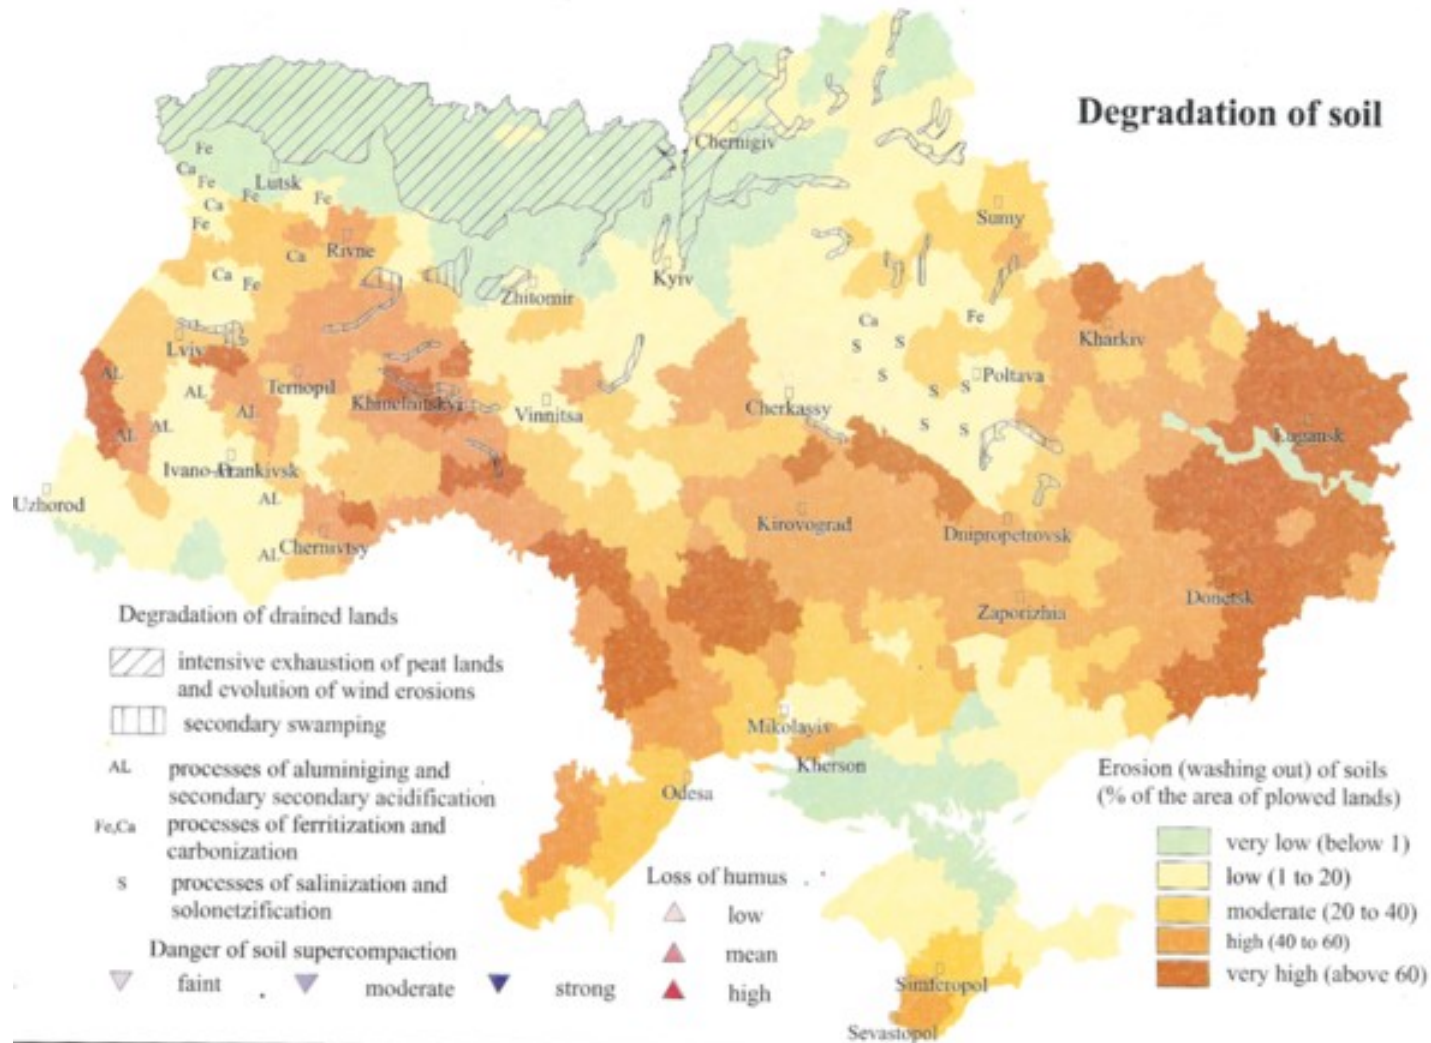 Degradation of soil
Chernigiv
Fe
Ca
Fe
Lutsk
Fe
Fe
Ca
Fe
Sumy
Rivne
Ca
Ca
Fe
Kyiv
Zhitomir
Ca
Fe
Kharkiv
S
S
Lviv
AL
Ternopil
S
Poltava
AL
S
S
Khmelnitskyi
AL
Vinnitsa
Cherkassy
AL
AL
S
S
Lugansk
Ivano-Frankivsk
AL
Uzhorod
Kirovograd
Dnipropetrovsk
AL
Chernivtsy
Donetsk
Zaporizhia
Mikolayiv
Kherson
Odesa
Simferopol
Sevastopol
Degradation of drained lands
intensive exhaustion of peat lands
and evolution of wind erosions
secondary swamping
AL processes of aluminiging and
secondary secondary acidification
Fe,Ca processes of ferritization and
carbonization
S processes of salinization and
solonetzification
Danger of soil supercompaction
faint moderate strong
Loss of humus
low
mean
high
Erosion (washing out) of soils
(% of the area of plowed lands)
very low (below 1)
low (1 to 20)
moderate (20 to 40)
high (40 to 60)
very high (above 60)